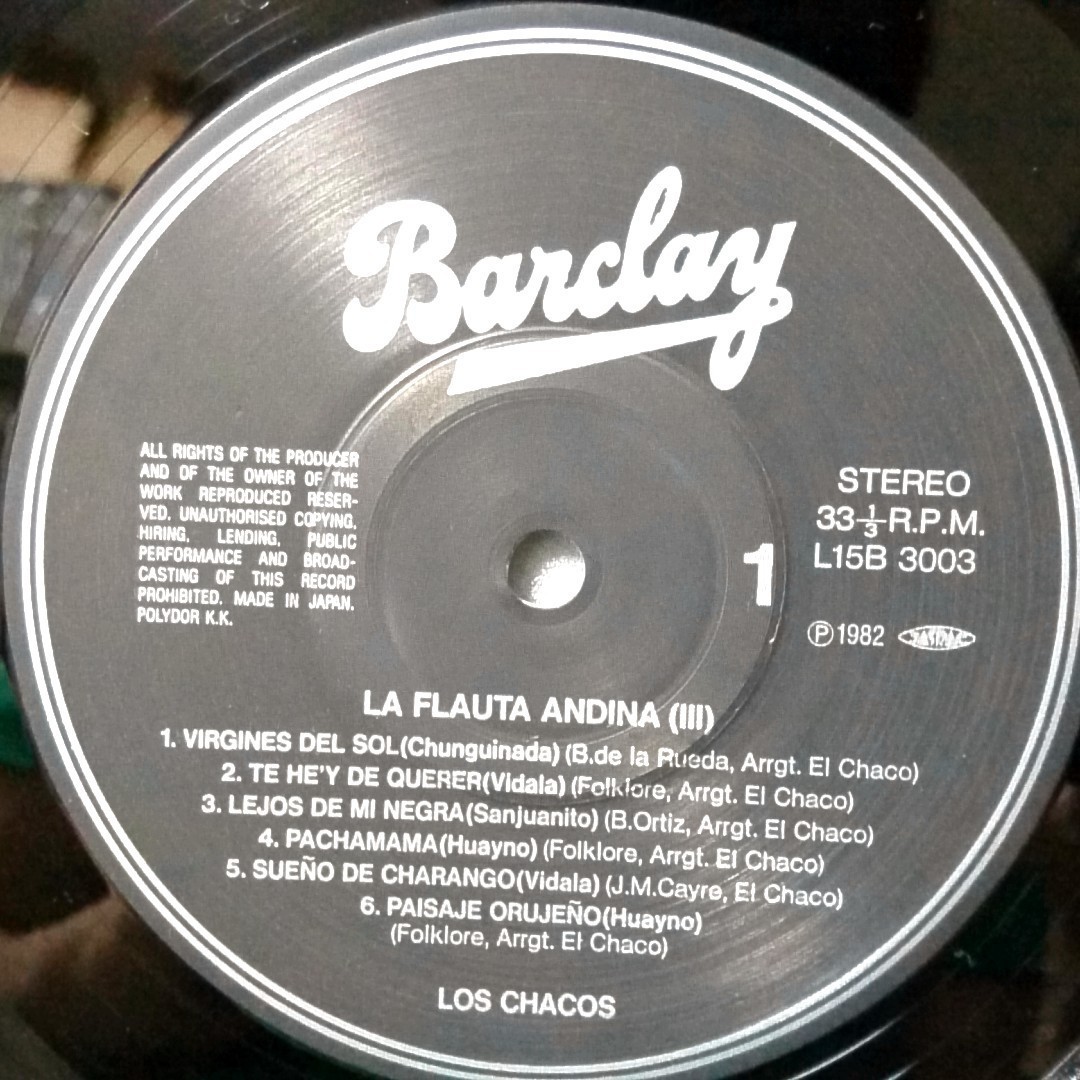 Barclay
ALL RIGHTS OF THE PRODUCER
AND OF THE OWNER OF THE
WORK REPRODUCED RESER-
VED. UNAUTHORISED COPYING,
HIRING, LENDING, PUBLIC
PERFORMANCE AND BROAD-
CASTING OF THIS RECORD
PROHIBITED. MADE IN JAPAN.
POLYDOR K.K.
STEREO
33 1/3 R.P.M.
L15B 3003
1
Ⓟ1982 JASRAC
LA FLAUTA ANDINA (III)
1. VIRGINES DEL SOL(Chunguinada) (B.de la Rueda, Arrgt. El Chaco)
2. TE HE'Y DE QUERER(Vidala) (Folklore, Arrgt. El Chaco)
3. LEJOS DE MI NEGRA(Sanjuanito) (B.Ortiz, Arrgt. El Chaco)
4. PACHAMAMA(Huayno) (Folklore, Arrgt. El Chaco)
5. SUEÑO DE CHARANGO(Vidala) (J.M.Cayre, El Chaco)
6. PAISAJE ORUJEÑO(Huayno)
(Folklore, Arrgt. El Chaco)
LOS CHACOS